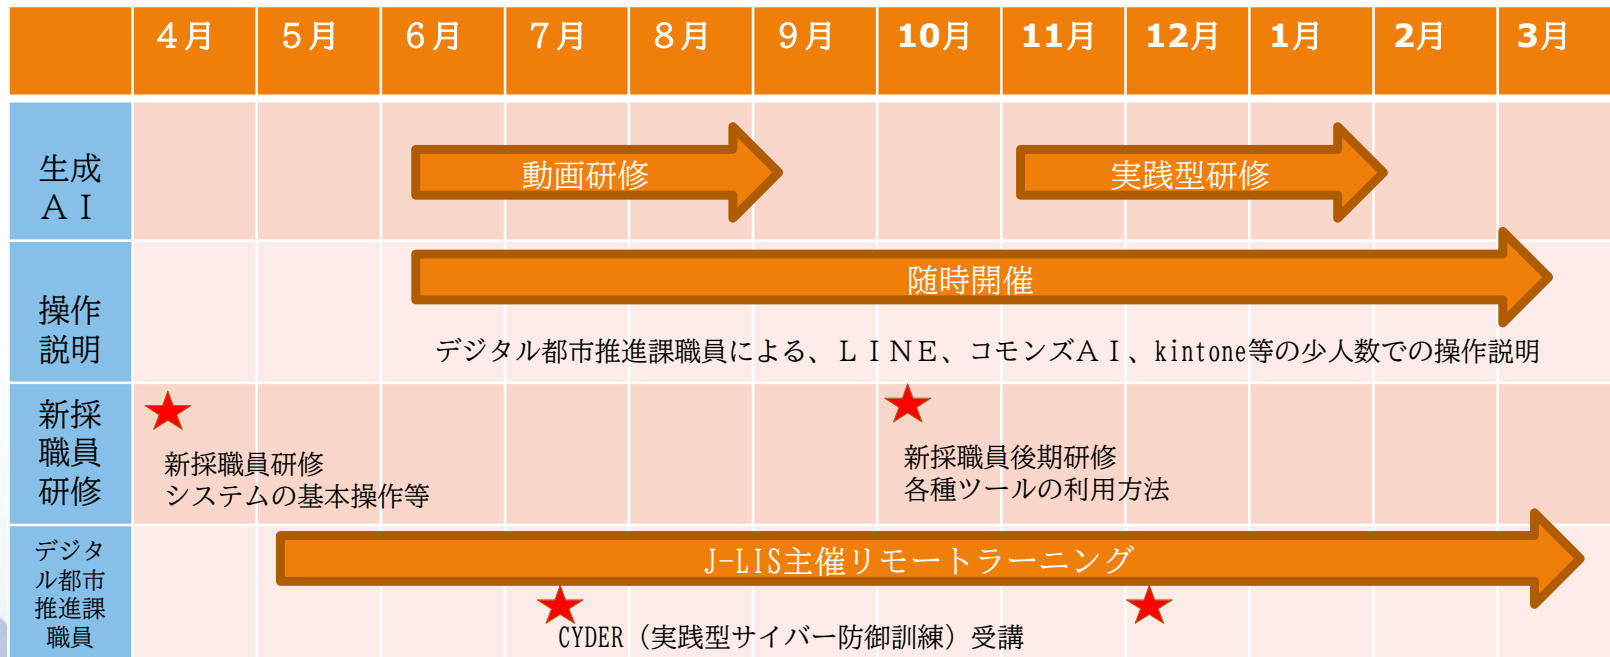 ４月 ５月 ６月 ７月 ８月 ９月 10月 11月 12月 1月 2月 3月
生成
ＡＩ
動画研修
実践型研修
操作
説明
随時開催
デジタル都市推進課職員による、ＬＩＮＥ、コモンズＡＩ、kintone等の少人数での操作説明
新採
職員
研修
新採職員研修
システムの基本操作等
新採職員後期研修
各種ツールの利用方法
デジタ
ル都市
推進課
職員
J-LIS主催リモートラーニング
CYDER（実践型サイバー防御訓練）受講